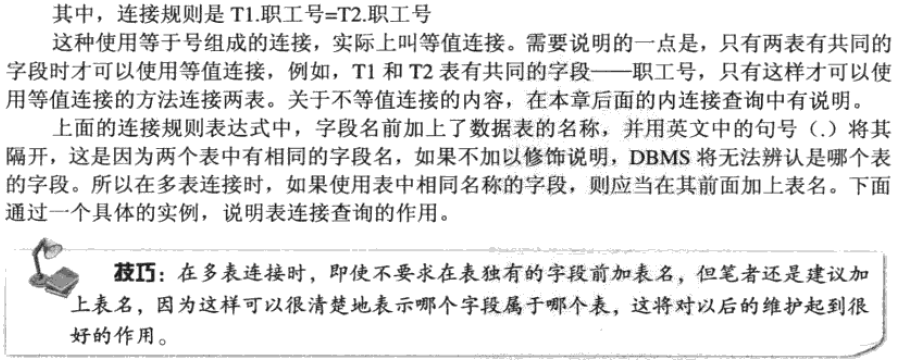 其中，连接规则是 T1.职工号=T2.职工号
这种使用等于号组成的连接，实际上叫等值连接。需要说明的一点是，只有两表有共同的
字段时才可以使用等值连接，例如，T1 和 T2 表有共同的字段——职工号，只有这样才可以使
用等值连接的方法连接两表。关于不等值连接的内容，在本章后面的内连接查询中有说明。
上面的连接规则表达式中，字段名前加上了数据表的名称，并用英文中的句号（.）将其
隔开，这是因为两个表中有相同的字段名，如果不加以修饰说明，DBMS 将无法辨认是哪个表
的字段。所以在多表连接时，如果使用表中相同名称的字段，则应当在其前面加上表名。下面
通过一个具体的实例，说明表连接查询的作用。
技巧：在多表连接时，即使不要求在表独有的字段前加表名，但笔者还是建议加
上表名，因为这样可以很清楚地表示哪个字段属于哪个表，这将对以后的维护起到很
好的作用。